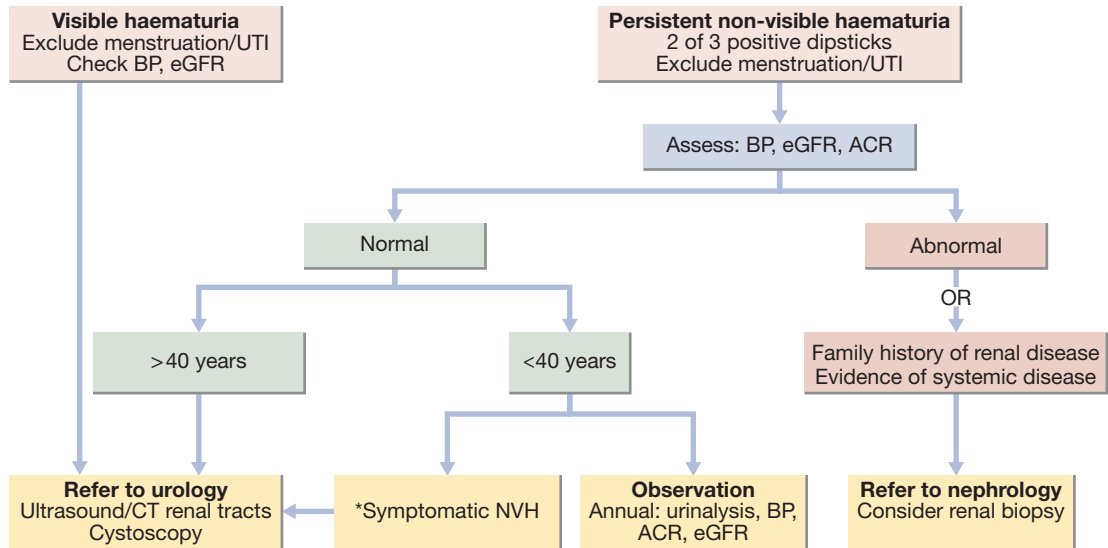 Visible haematuria
Exclude menstruation/UTI
Check BP, eGFR
Persistent non-visible haematuria
2 of 3 positive dipsticks
Exclude menstruation/UTI
Assess: BP, eGFR, ACR
Normal
Abnormal
OR
>40 years
<40 years
Family history of renal disease
Evidence of systemic disease
Refer to urology
Ultrasound/CT renal tracts
Cystoscopy
*Symptomatic NVH
Observation
Annual: urinalysis, BP,
ACR, eGFR
Refer to nephrology
Consider renal biopsy